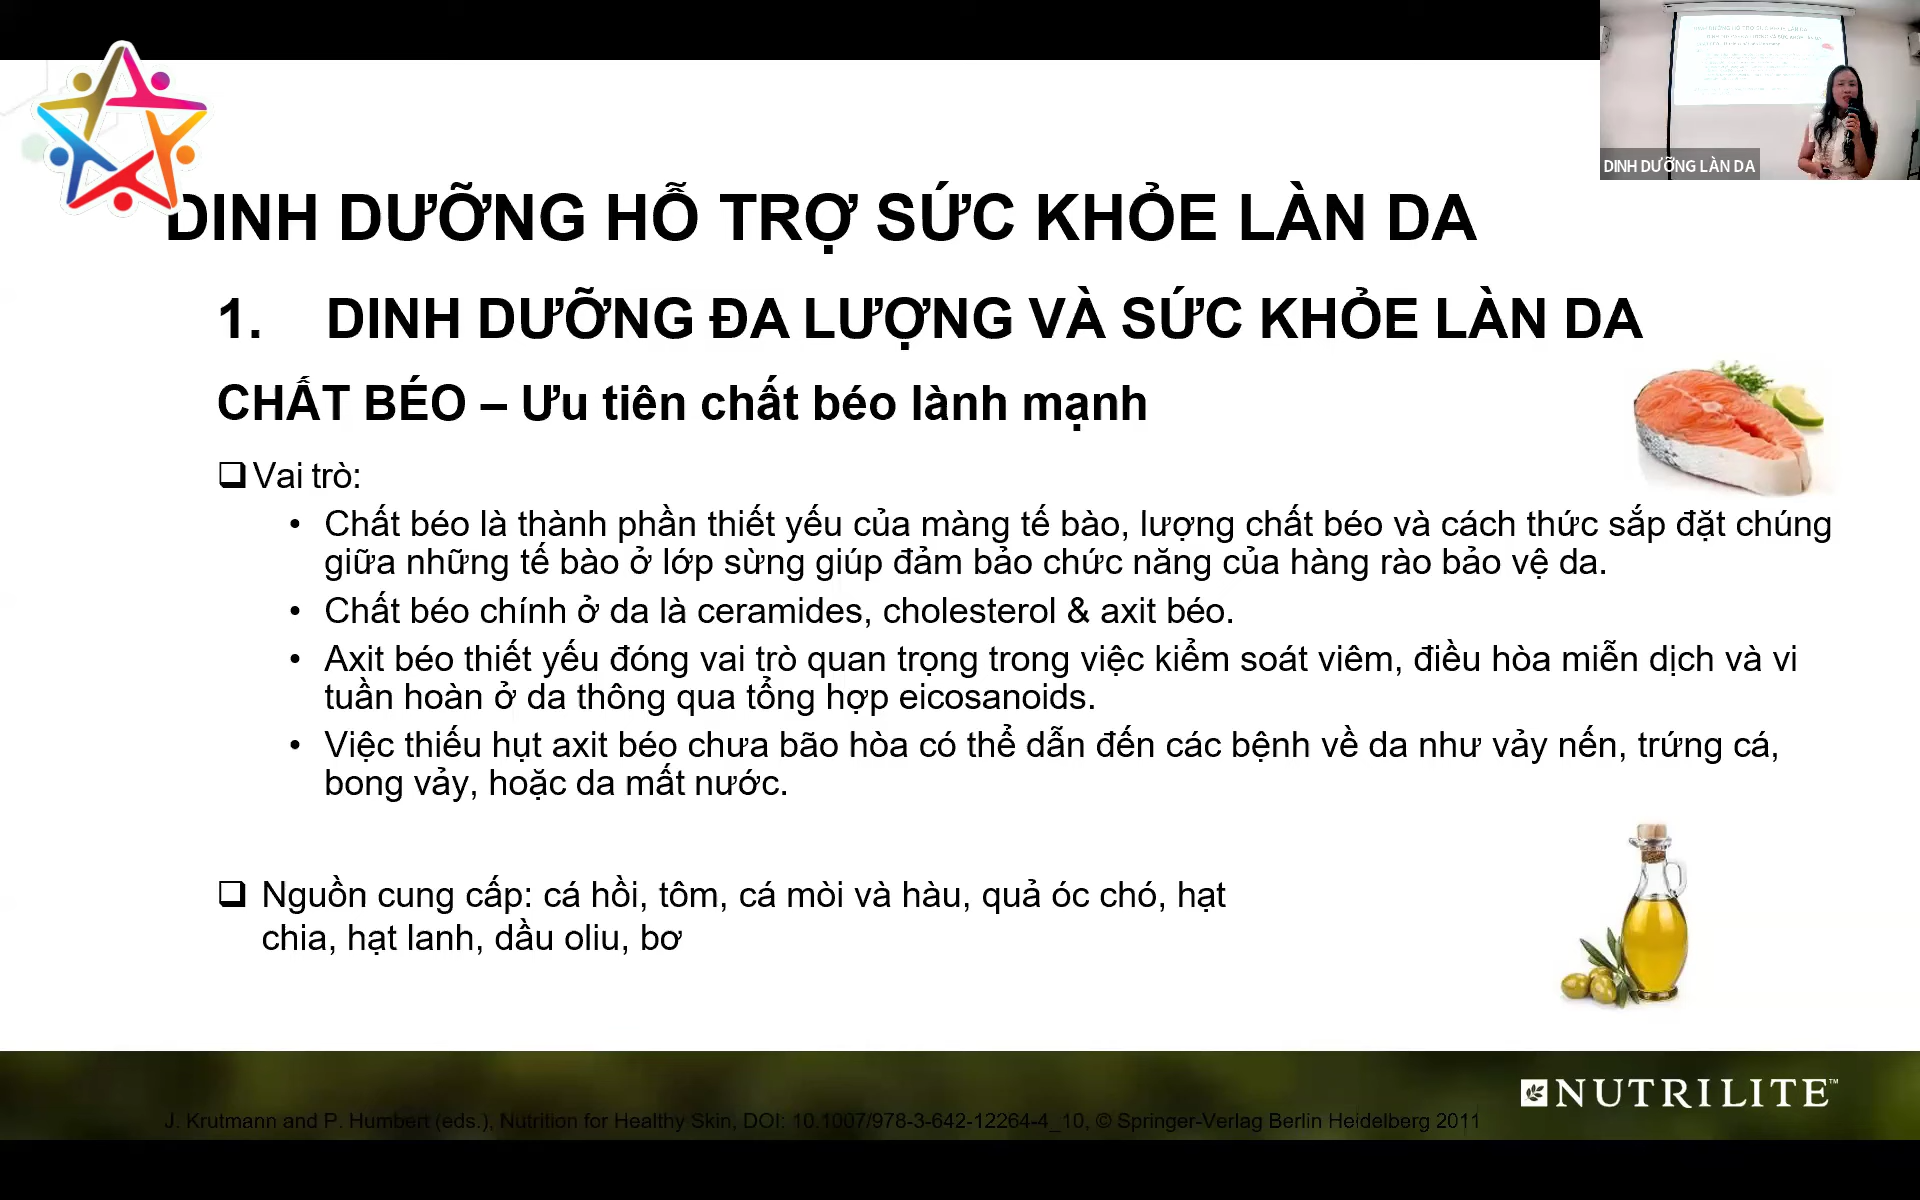 DINH DƯỠNG LÀN DA
DINH DƯỠNG HỖ TRỢ SỨC KHỎE LÀN DA
1. DINH DƯỠNG ĐA LƯỢNG VÀ SỨC KHỎE LÀN DA
CHẤT BÉO – Ưu tiên chất béo lành mạnh
❑ Vai trò:
• Chất béo là thành phần thiết yếu của màng tế bào, lượng chất béo và cách thức sắp đặt chúng
giữa những tế bào ở lớp sừng giúp đảm bảo chức năng của hàng rào bảo vệ da.
• Chất béo chính ở da là ceramides, cholesterol & axit béo.
• Axit béo thiết yếu đóng vai trò quan trọng trong việc kiểm soát viêm, điều hòa miễn dịch và vi
tuần hoàn ở da thông qua tổng hợp eicosanoids.
• Việc thiếu hụt axit béo chưa bão hòa có thể dẫn đến các bệnh về da như vảy nến, trứng cá,
bong vảy, hoặc da mất nước.
❑ Nguồn cung cấp: cá hồi, tôm, cá mòi và hàu, quả óc chó, hạt
chia, hạt lanh, dầu oliu, bơ
NUTRILITE™
J. Krutmann and P. Humbert (eds.), Nutrition for Healthy Skin, DOI: 10.1007/978-3-642-12264-4_10, © Springer-Verlag Berlin Heidelberg 2011